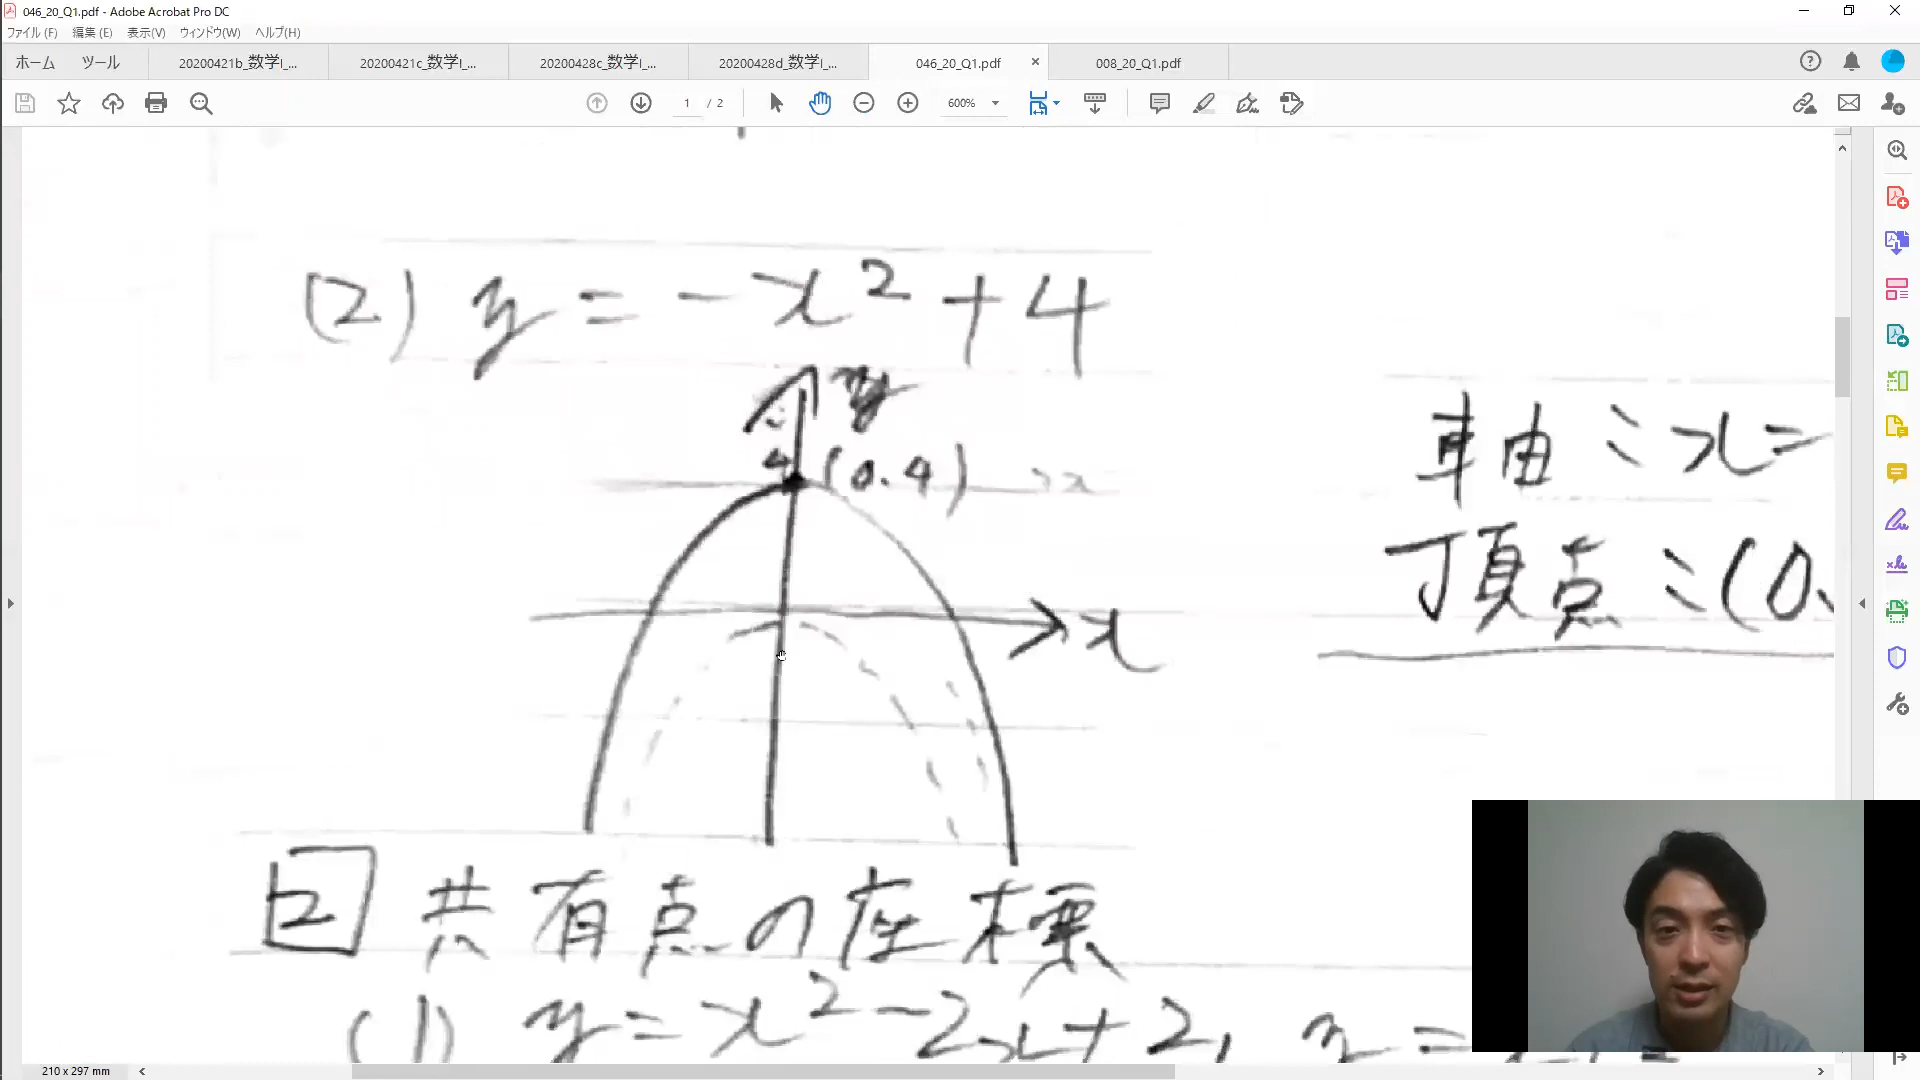 046_20_Q1.pdf - Adobe Acrobat Pro DC
ファイル(F) 編集(E) 表示(V) ウィンドウ(W) ヘルプ(H)
ホーム ツール 20200421b_数学I_... 20200421c_数学I_... 20200428c_数学I_... 20200428d_数学I_... 046_20_Q1.pdf × 008_20_Q1.pdf
1 / 2 600%
(2) y = -x² + 4
y
4 (0.4)
x
x
軸:x=
頂点:(0.
2 共有点の座標
(1) y = x² - 2x + 2, y =
210 x 297 mm